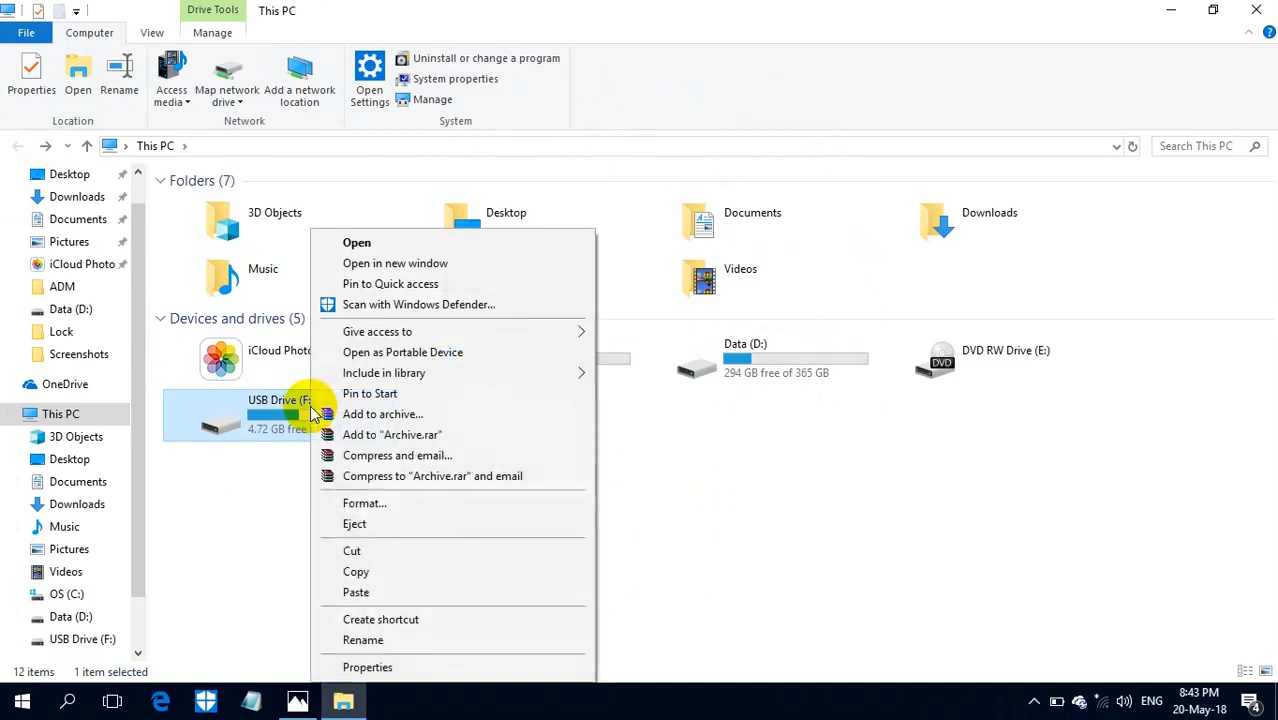 Drive Tools
This PC
File
Computer
View
Manage
Properties
Open
Rename
Location
Access media
Map network drive
Add a network location
Network
Open Settings
Uninstall or change a program
System properties
Manage
System
This PC
Search This PC
Desktop
Downloads
Documents
Pictures
iCloud Photo
ADM
Data (D:)
Lock
Screenshots
OneDrive
This PC
3D Objects
Desktop
Documents
Downloads
Music
Pictures
Videos
OS (C:)
Data (D:)
USB Drive (F:)
Folders (7)
3D Objects
Desktop
Documents
Downloads
Music
Videos
Devices and drives (5)
iCloud Photo
Data (D:)
294 GB free of 365 GB
DVD RW Drive (E:)
DVD
USB Drive (F:
4.72 GB free
Open
Open in new window
Pin to Quick access
Scan with Windows Defender...
Give access to
Open as Portable Device
Include in library
Pin to Start
Add to archive...
Add to "Archive.rar"
Compress and email...
Compress to "Archive.rar" and email
Format...
Eject
Cut
Copy
Paste
Create shortcut
Rename
Properties
12 items
1 item selected
ENG
8:43 PM
20-May-18
4